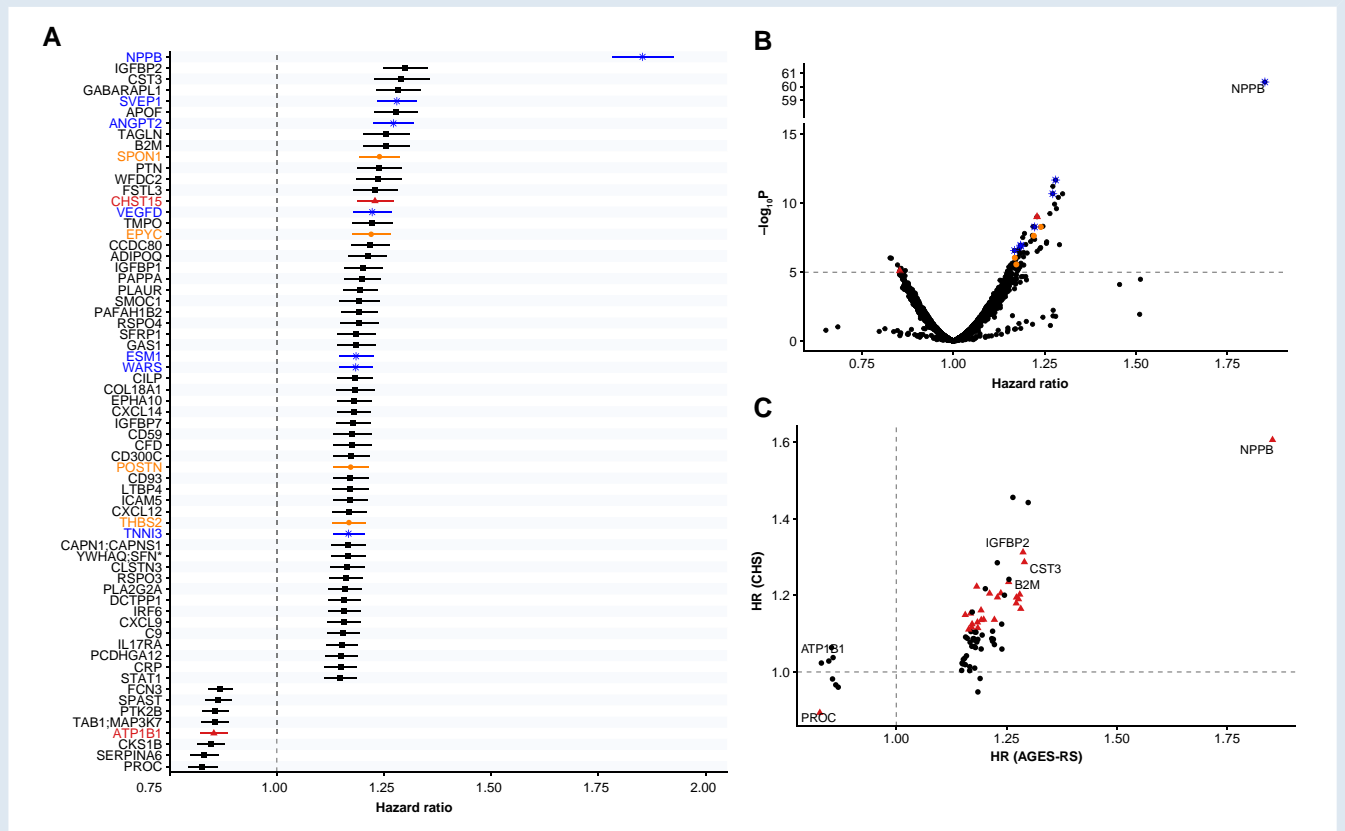 A
NPPB
IGFBP2
CST3
GABARAPL1
SVEP1
APOF
ANGPT2
TAGLN
B2M
SPON1
PTN
WFDC2
FSTL3
CHST15
VEGFD
TMPO
EPYC
CCDC80
ADIPOQ
IGFBP1
PAPPA
PLAUR
SMOC1
PAFAH1B2
RSPO4
SFRP1
GAS1
ESM1
WARS
CILP
COL18A1
EPHA10
CXCL14
IGFBP7
CD59
CFD
CD300C
POSTN
CD93
LTBP4
ICAM5
CXCL12
THBS2
TNNI3
CAPN1;CAPNS1
YWHAQ;SFN*
CLSTN3
RSPO3
PLA2G2A
DCTPP1
IRF6
CXCL9
C9
IL17RA
PCDHGA12
CRP
STAT1
FCN3
SPAST
PTK2B
TAB1;MAP3K7
ATP1B1
CKS1B
SERPINA6
PROC
0.75 1.00 1.25 1.50 1.75 2.00
Hazard ratio
B
61
60
59
15
10
5
0
−log10P
NPPB
0.75 1.00 1.25 1.50 1.75
Hazard ratio
C
1.6
1.4
1.2
1.0
HR (CHS)
NPPB
IGFBP2
CST3
B2M
ATP1B1
PROC
1.00 1.25 1.50 1.75
HR (AGES-RS)